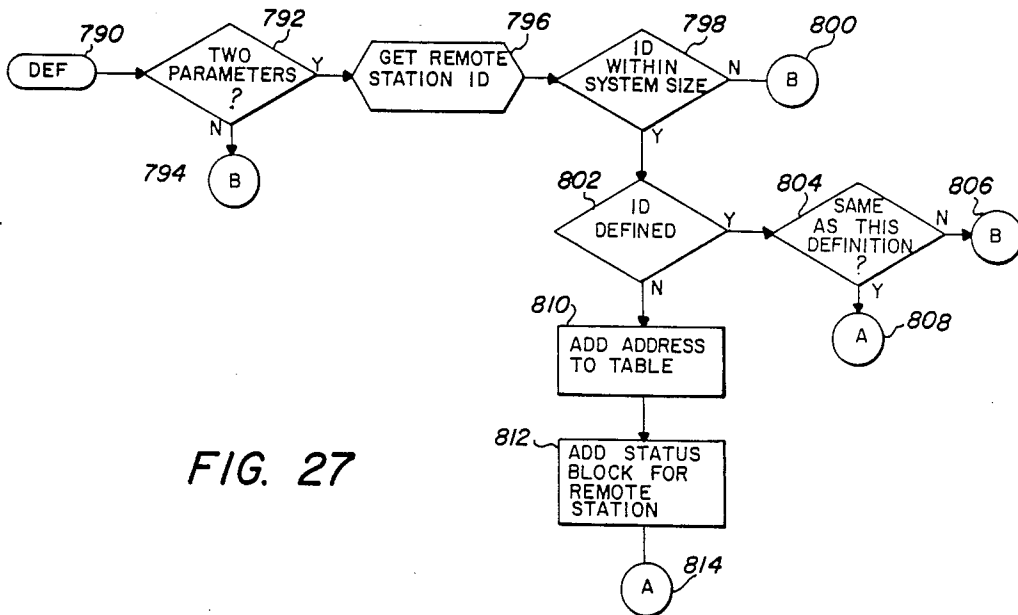 790
DEF
792
TWO
PARAMETERS
?
Y
N
794
B
796
GET REMOTE
STATION ID
798
ID
WITHIN
SYSTEM SIZE
N
Y
800
B
802
ID
DEFINED
Y
N
804
SAME
AS THIS
DEFINITION
?
N
Y
806
B
A
808
810
ADD ADDRESS
TO TABLE
812
ADD STATUS
BLOCK FOR
REMOTE
STATION
A
814
FIG. 27